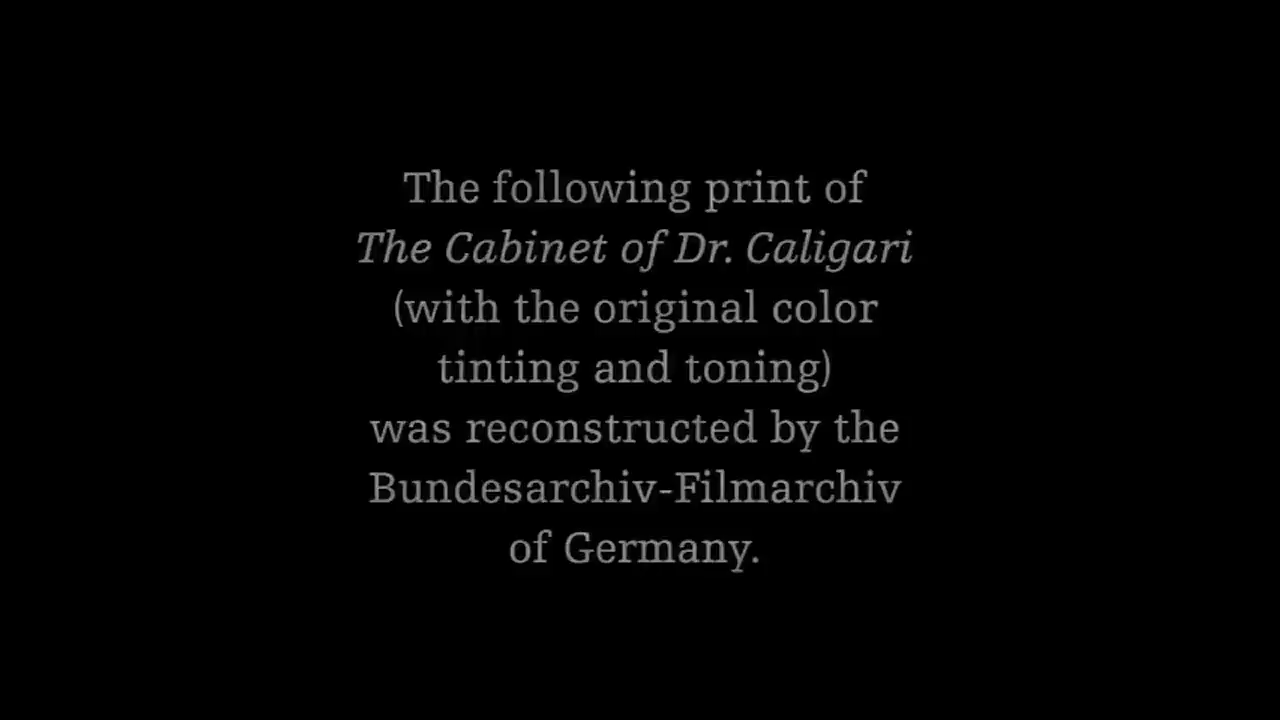 The following print of
The Cabinet of Dr. Caligari
(with the original color
tinting and toning)
was reconstructed by the
Bundesarchiv-Filmarchiv
of Germany.